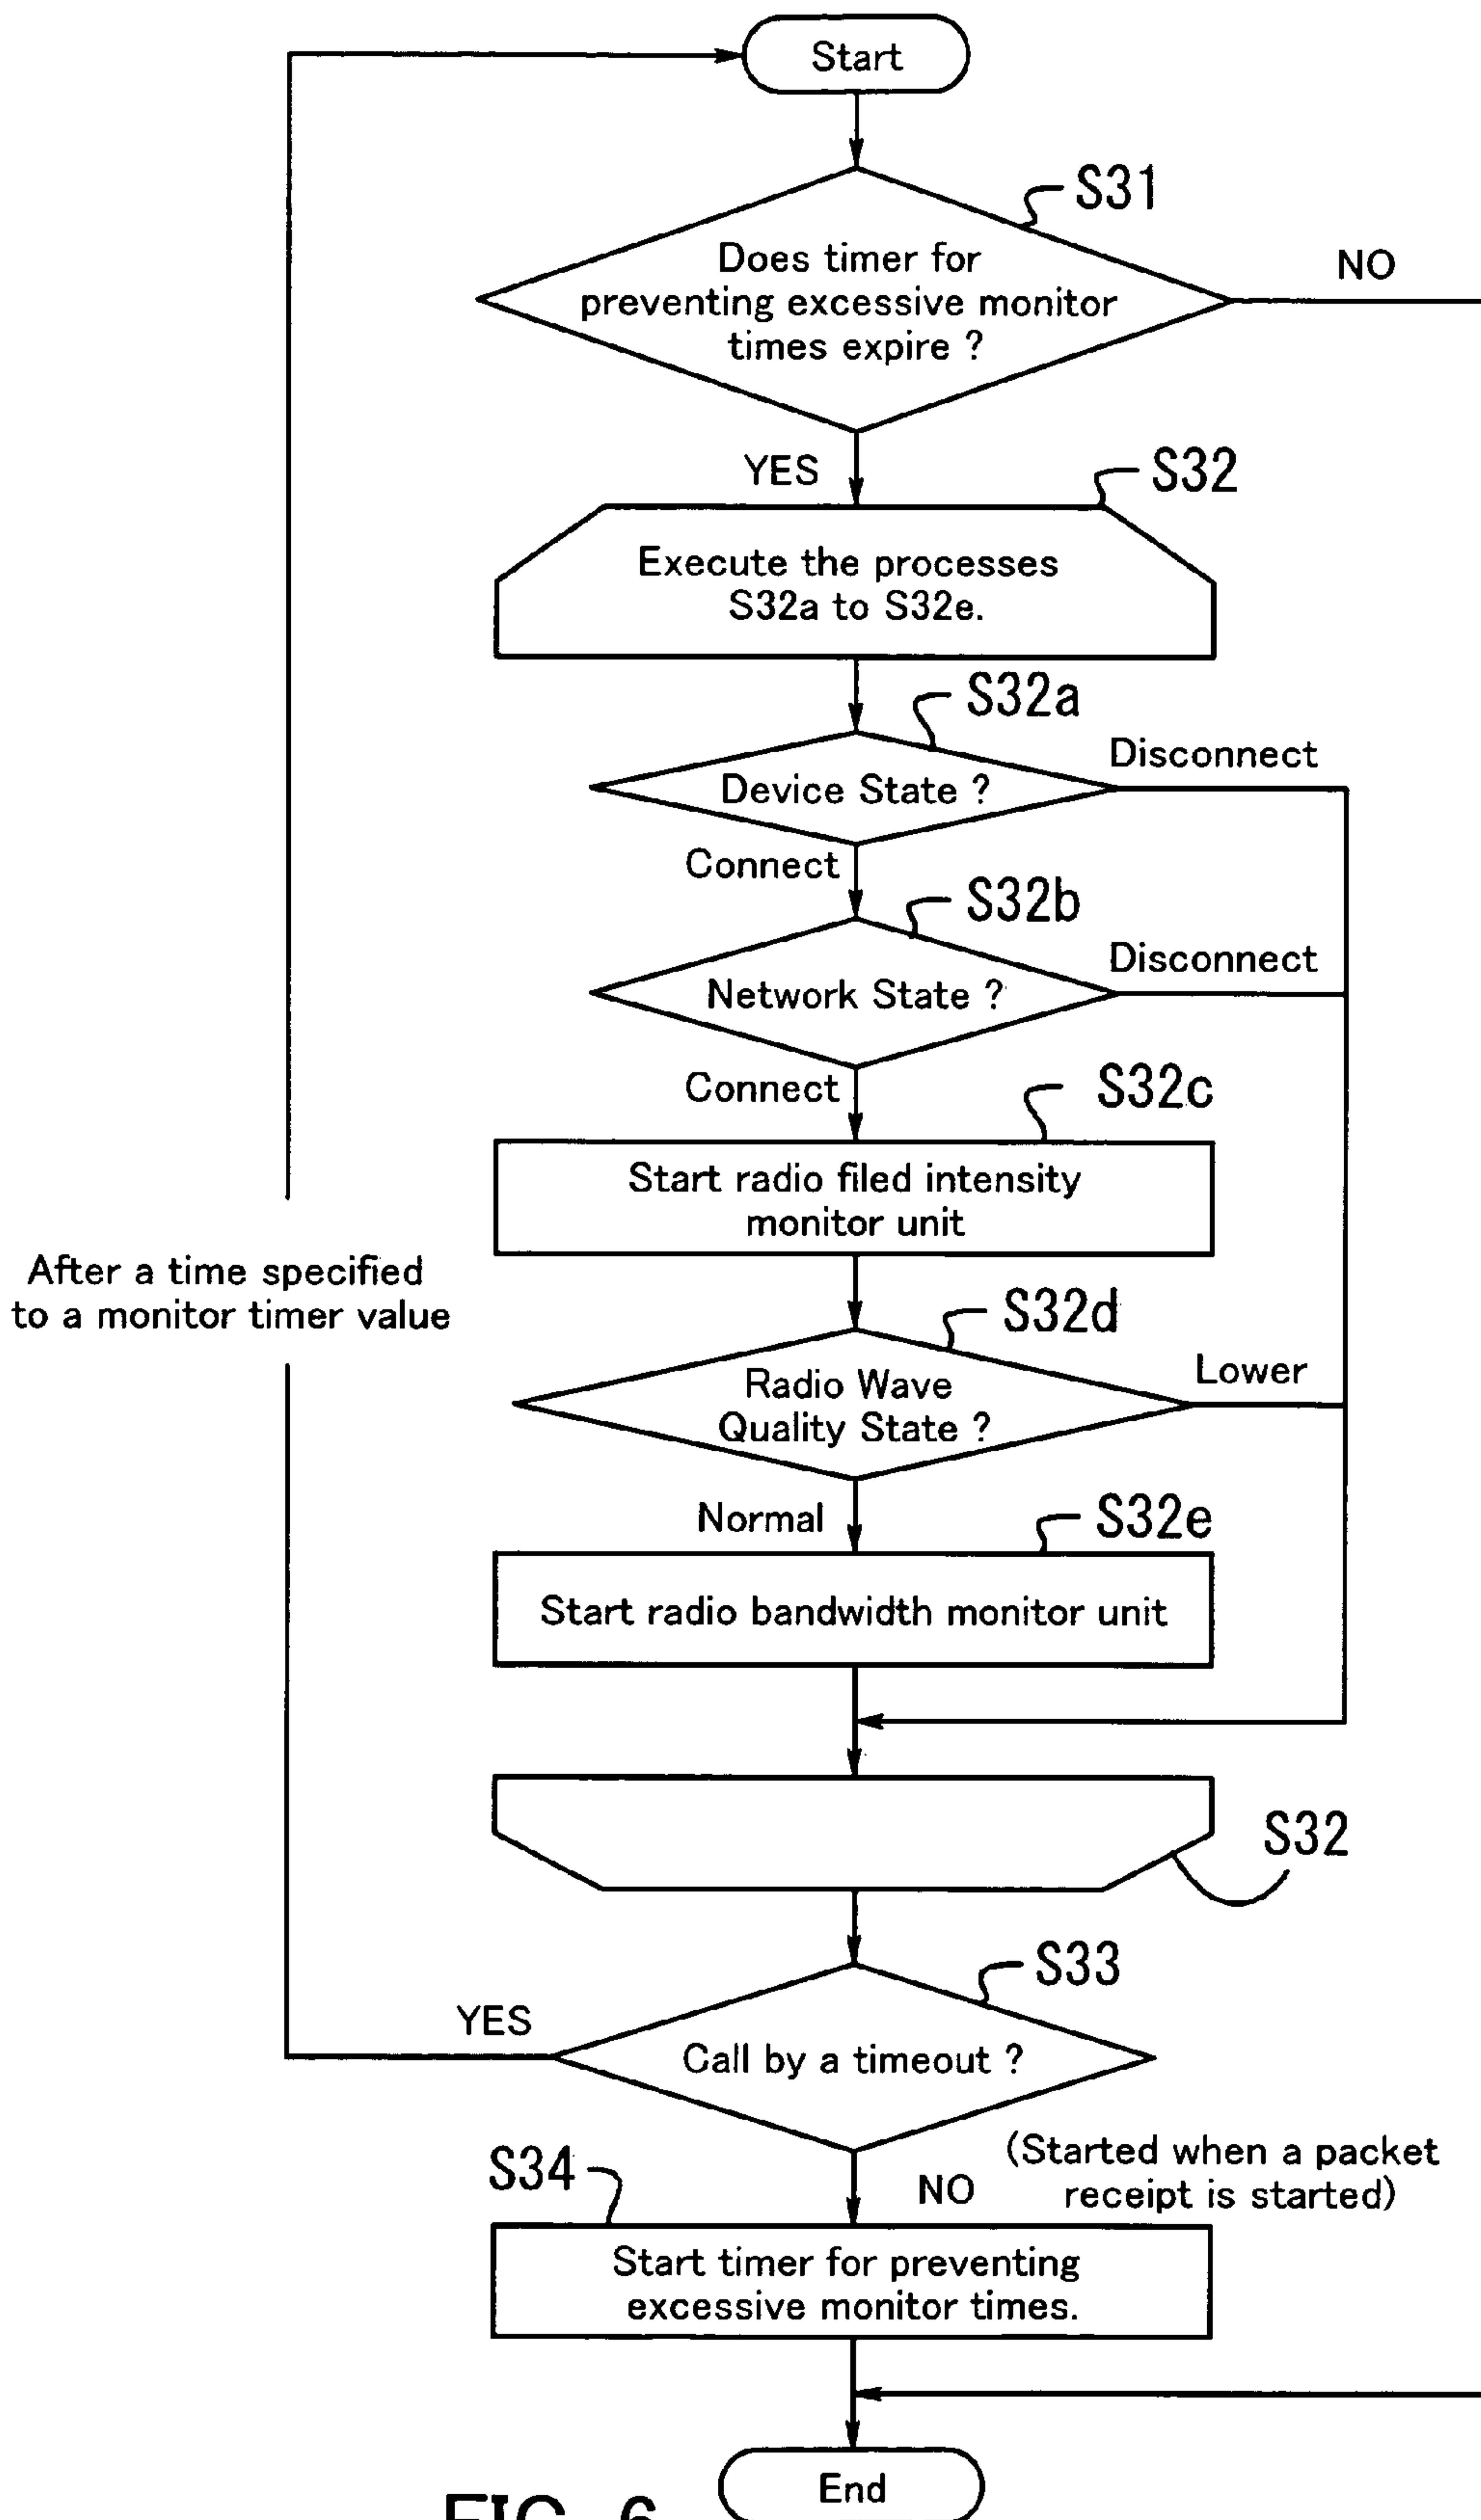 Start
S31
Does timer for
preventing excessive monitor
times expire ?
NO
YES
S32
Execute the processes
S32a to S32e.
S32a
Device State ?
Disconnect
Connect
S32b
Network State ?
Disconnect
Connect
S32c
Start radio filed intensity
monitor unit
After a time specified
to a monitor timer value
S32d
Radio Wave
Quality State ?
Lower
Normal
S32e
Start radio bandwidth monitor unit
S32
S33
YES
Call by a timeout ?
(Started when a packet
receipt is started)
NO
S34
Start timer for preventing
excessive monitor times.
End
FIG. 6